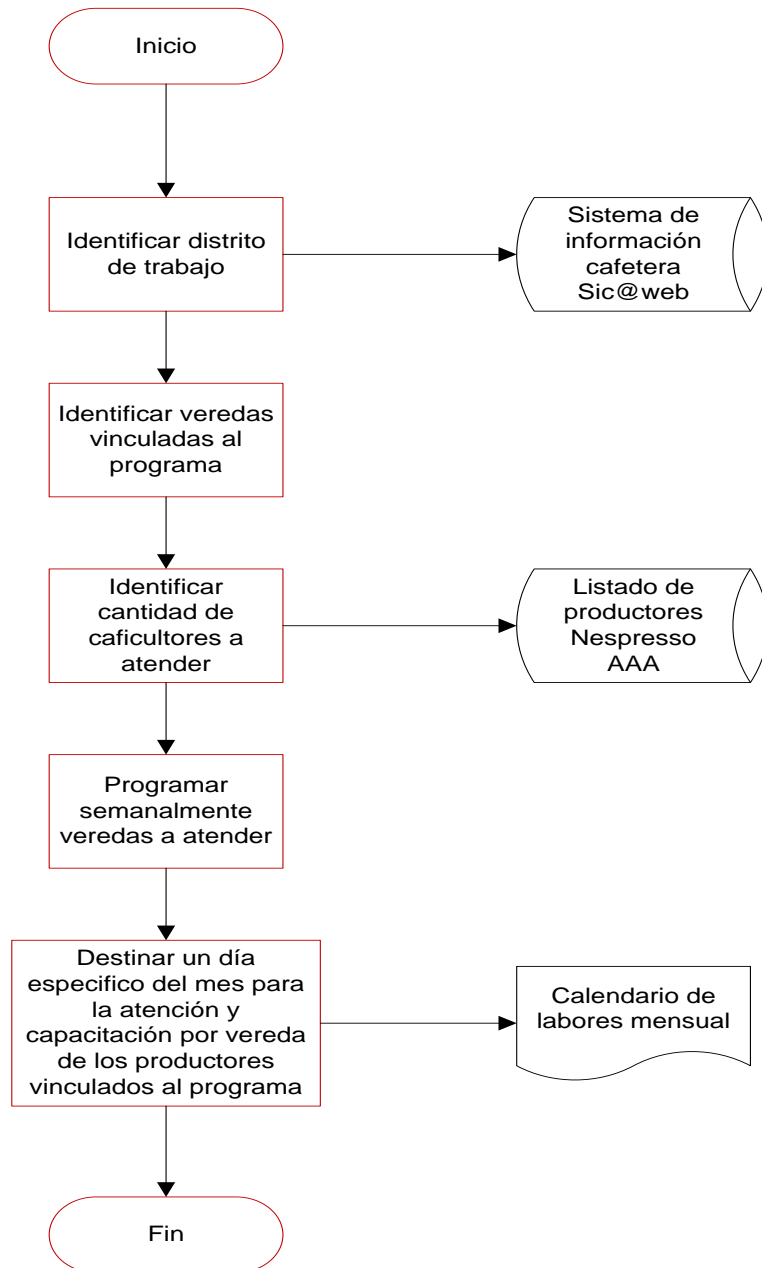 Inicio
Identificar distrito
de trabajo
Sistema de
información
cafetera
Sic@web
Identificar veredas
vinculadas al
programa
Identificar
cantidad de
caficultores a
atender
Listado de
productores
Nespresso
AAA
Programar
semanalmente
veredas a atender
Destinar un día
especifico del mes para
la atención y
capacitación por vereda
de los productores
vinculados al programa
Calendario de
labores mensual
Fin